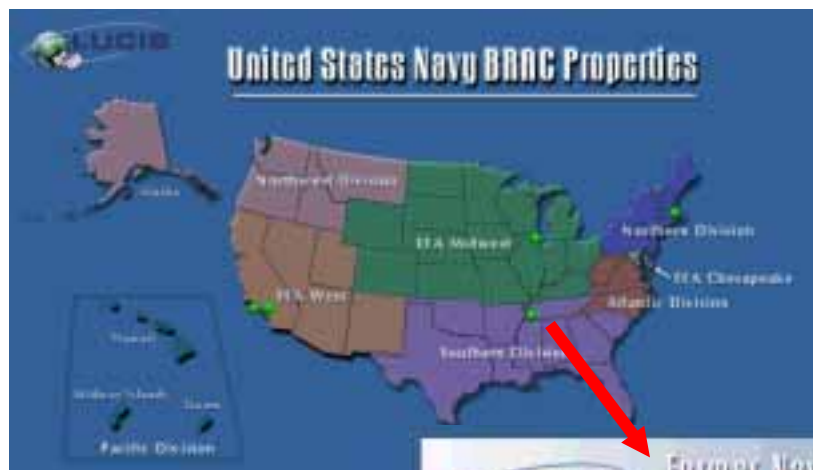 LUCIS
United States Navy BRAC Properties
Northwest Division
Alaska
EFA Midwest
Northern Division
EFA Chesapeake
EFA West
Atlantic Division
Hawaii
Southern Division
Midway Islands
Guam
Pacific Division
Former